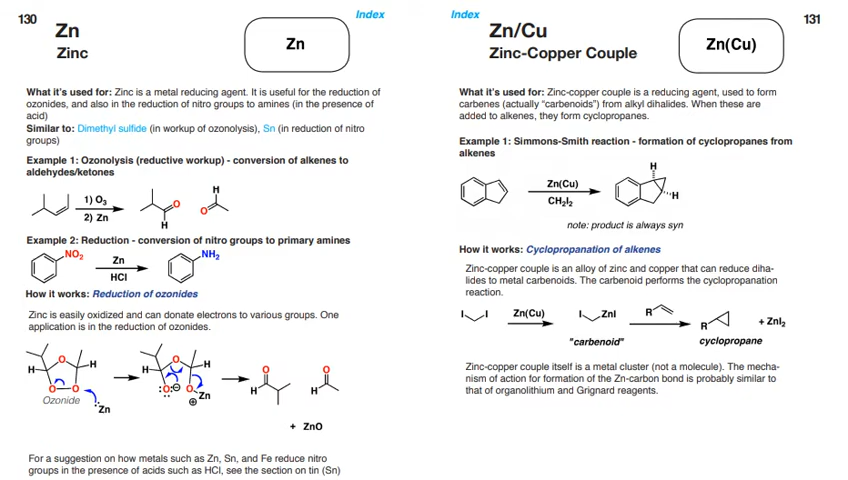 130
Index
Zn
Zinc
Zn
What it's used for: Zinc is a metal reducing agent. It is useful for the reduction of
ozonides, and also in the reduction of nitro groups to amines (in the presence of
acid)
Similar to: Dimethyl sulfide (in workup of ozonolysis), Sn (in reduction of nitro
groups)
Example 1: Ozonolysis (reductive workup) - conversion of alkenes to
aldehydes/ketones
1) O3
2) Zn
O
H
H
O
Example 2: Reduction - conversion of nitro groups to primary amines
NO2
Zn
HCl
NH2
How it works: Reduction of ozonides
Zinc is easily oxidized and can donate electrons to various groups. One
application is in the reduction of ozonides.
H
O
H
O
O
Ozonide
:Zn
H
O
H
:O:⊖
O
Zn
⊕
O
H
O
H
+ ZnO
For a suggestion on how metals such as Zn, Sn, and Fe reduce nitro
groups in the presence of acids such as HCl, see the section on tin (Sn)
Index
131
Zn/Cu
Zinc-Copper Couple
Zn(Cu)
What it's used for: Zinc-copper couple is a reducing agent, used to form
carbenes (actually “carbenoids”) from alkyl dihalides. When these are
added to alkenes, they form cyclopropanes.
Example 1: Simmons-Smith reaction - formation of cyclopropanes from
alkenes
Zn(Cu)
CH2I2
H
H
note: product is always syn
How it works: Cyclopropanation of alkenes
Zinc-copper couple is an alloy of zinc and copper that can reduce diha-
lides to metal carbenoids. The carbenoid performs the cyclopropanation
reaction.
I I
Zn(Cu)
I ZnI
R
R
+ ZnI2
"carbenoid"
cyclopropane
Zinc-copper couple itself is a metal cluster (not a molecule). The mecha-
nism of action for formation of the Zn-carbon bond is probably similar to
that of organolithium and Grignard reagents.